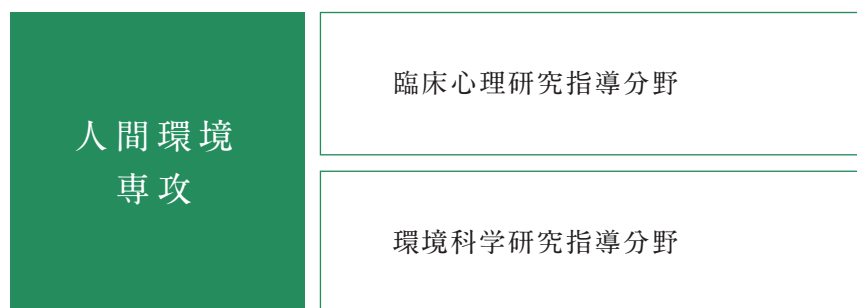 人間環境
専攻
臨床心理研究指導分野
環境科学研究指導分野